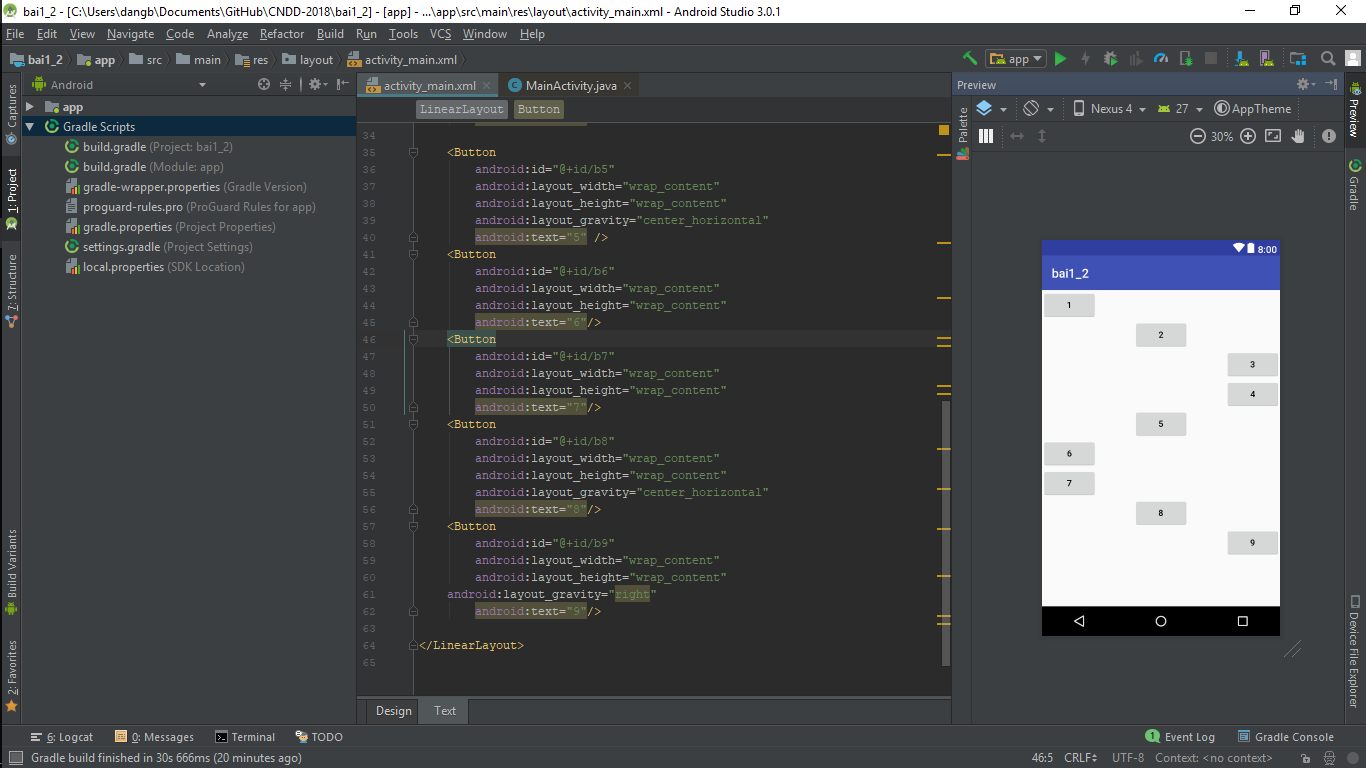 bai1_2 - [C:\Users\dangb\Documents\GitHub\CNDD-2018\bai1_2] - [app] - ...\app\src\main\res\layout\activity_main.xml - Android Studio 3.0.1
File Edit View Navigate Code Analyze Refactor Build Run Tools VCS Window Help
bai1_2 app src main res layout activity_main.xml app
Android
activity_main.xml MainActivity.java
Preview
LinearLayout Button
Nexus 4 27 AppTheme
30%
Captures
1: Project
7: Structure
Build Variants
2: Favorites
app
Gradle Scripts
build.gradle (Project: bai1_2)
build.gradle (Module: app)
gradle-wrapper.properties (Gradle Version)
proguard-rules.pro (ProGuard Rules for app)
gradle.properties (Project Properties)
settings.gradle (Project Settings)
local.properties (SDK Location)
34
35 <Button
36 android:id="@+id/b5"
37 android:layout_width="wrap_content"
38 android:layout_height="wrap_content"
39 android:layout_gravity="center_horizontal"
40 android:text="5" />
41 <Button
42 android:id="@+id/b6"
43 android:layout_width="wrap_content"
44 android:layout_height="wrap_content"
45 android:text="6"/>
46 <Button
47 android:id="@+id/b7"
48 android:layout_width="wrap_content"
49 android:layout_height="wrap_content"
50 android:text="7"/>
51 <Button
52 android:id="@+id/b8"
53 android:layout_width="wrap_content"
54 android:layout_height="wrap_content"
55 android:layout_gravity="center_horizontal"
56 android:text="8"/>
57 <Button
58 android:id="@+id/b9"
59 android:layout_width="wrap_content"
60 android:layout_height="wrap_content"
61 android:layout_gravity="right"
62 android:text="9"/>
63
64 </LinearLayout>
65
Design Text
Palette
8:00
bai1_2
1
2
3
4
5
6
7
8
9
Preview
Gradle
Device File Explorer
6: Logcat 0: Messages Terminal TODO
1 Event Log Gradle Console
Gradle build finished in 30s 666ms (20 minutes ago)
46:5 CRLF UTF-8 Context: <no context>